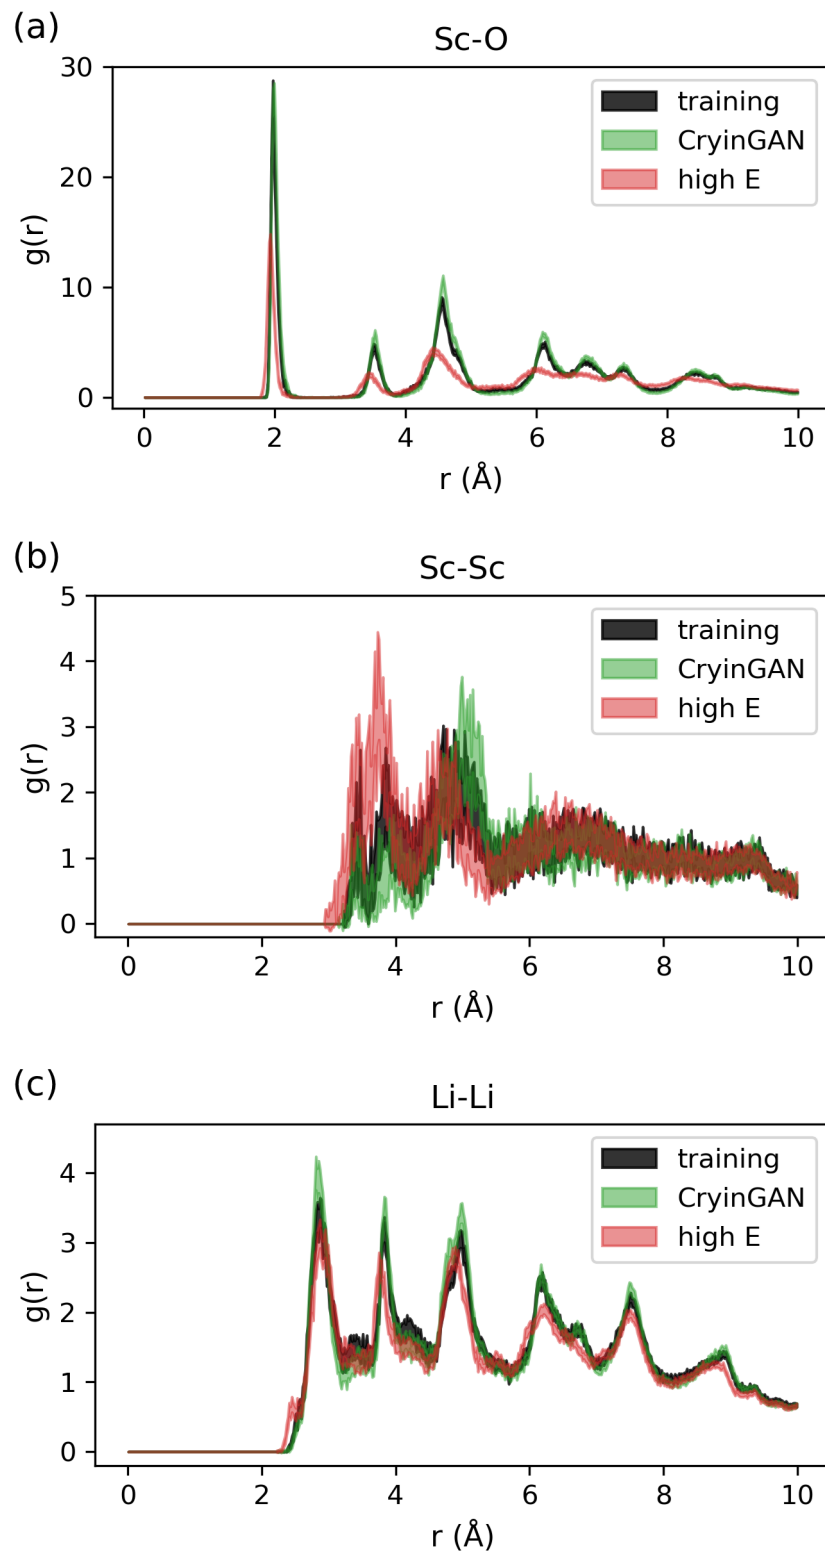 (a)
Sc-O
30
20
10
0
g(r)
training
CryinGAN
high E
0 2 4 6 8 10
r (Å)
(b)
Sc-Sc
5
4
3
2
1
0
g(r)
training
CryinGAN
high E
0 2 4 6 8 10
r (Å)
(c)
Li-Li
4
3
2
1
0
g(r)
training
CryinGAN
high E
0 2 4 6 8 10
r (Å)